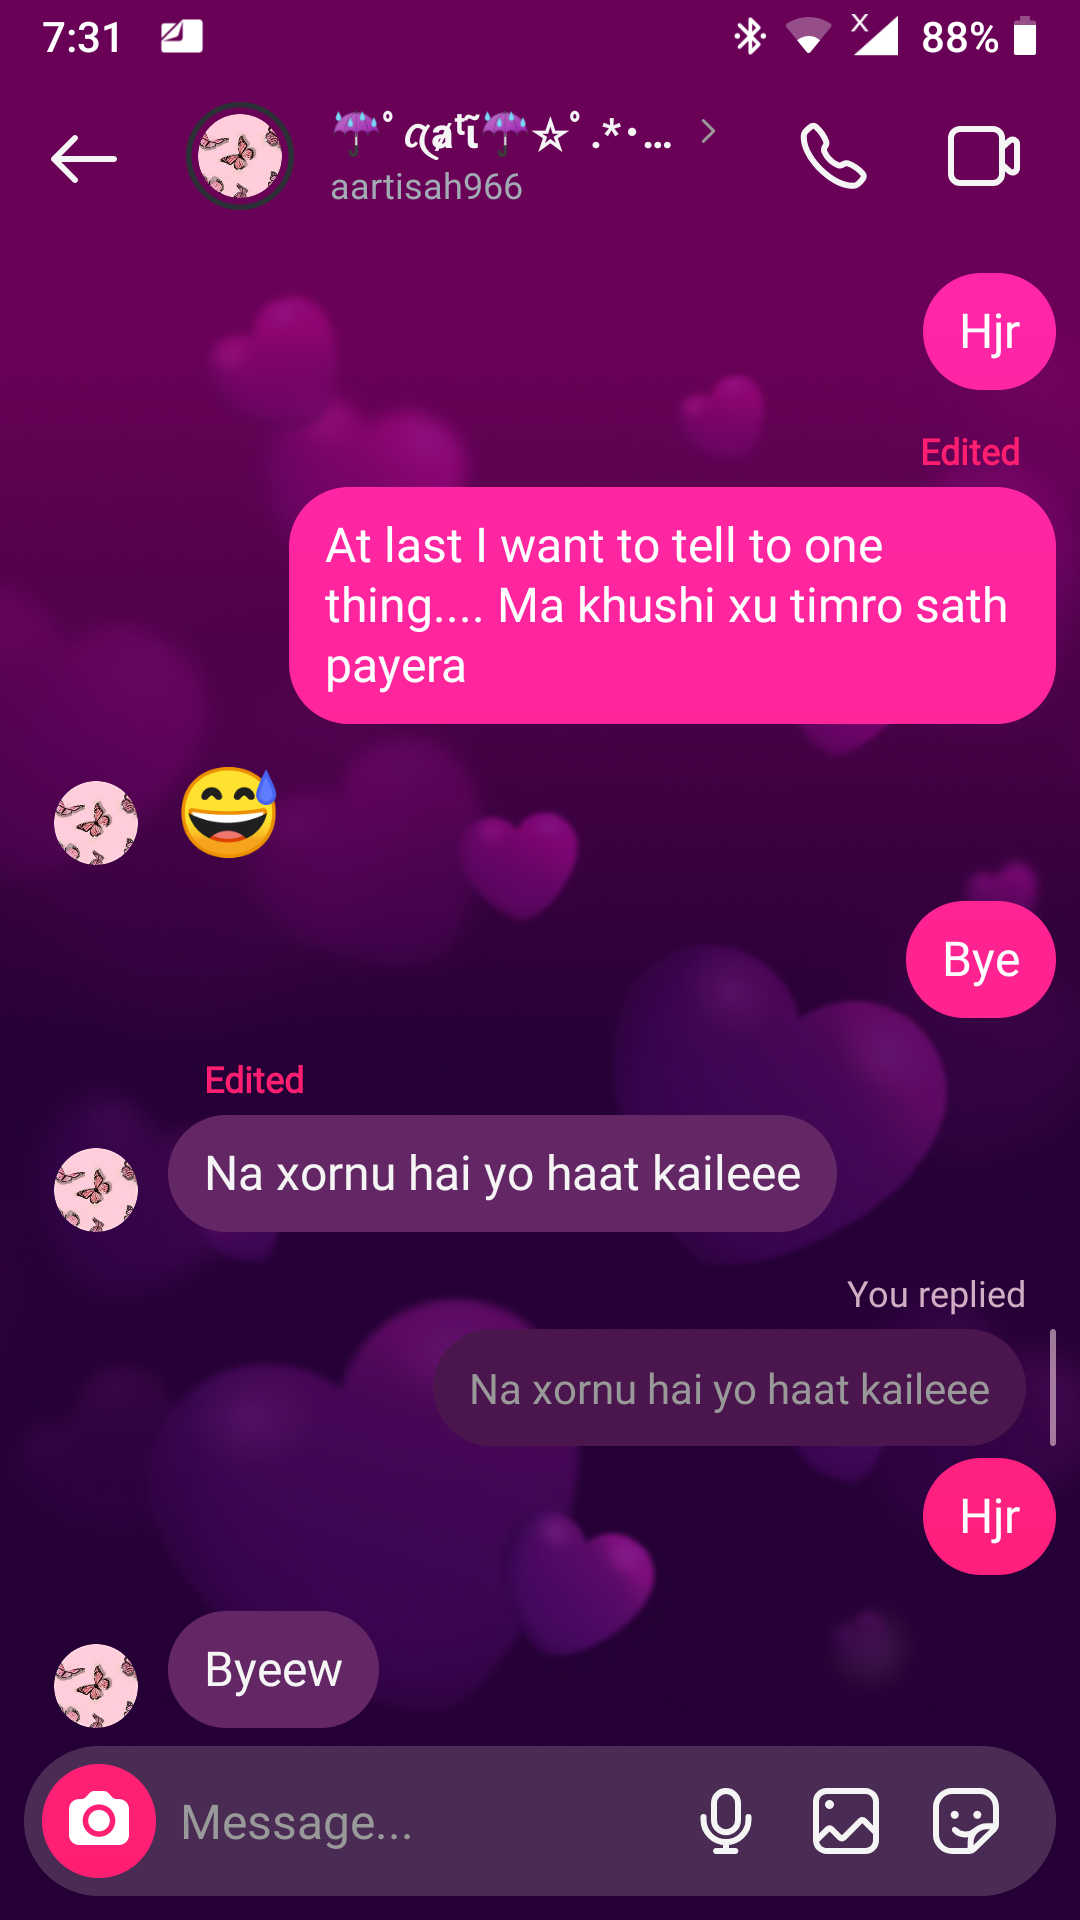 7:31
X
88%
☔˚ ꪖaͭ tῖ☔☆˚ .*•...
aartisah966
Hjr
Edited
At last I want to tell to one
thing.... Ma khushi xu timro sath
payera
😅
Bye
Edited
Na xornu hai yo haat kaileee
You replied
Na xornu hai yo haat kaileee
Hjr
Byeew
Message...